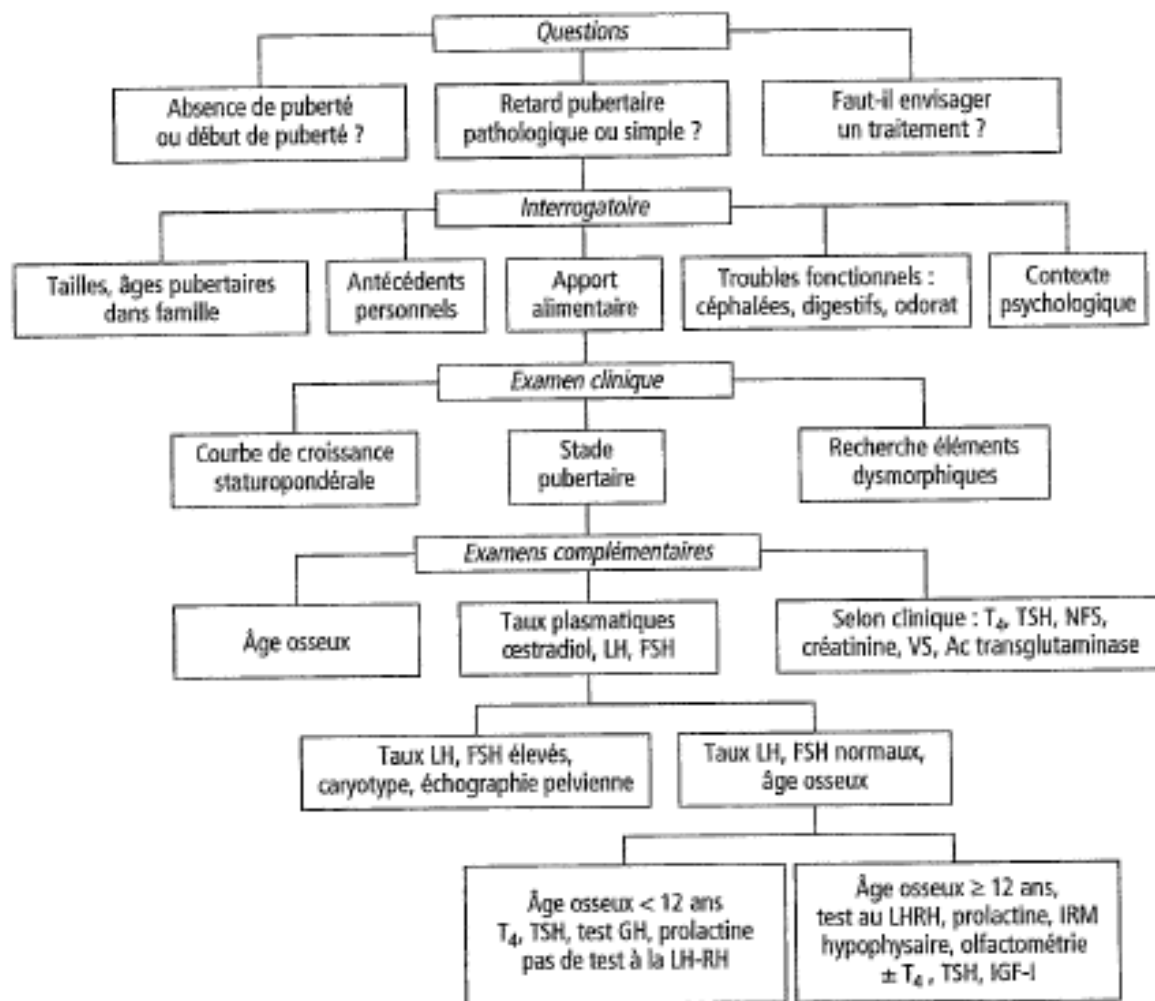 Questions
Absence de puberté
ou début de puberté ?
Retard pubertaire
pathologique ou simple ?
Faut-il envisager
un traitement ?
Interrogatoire
Tailles, âges pubertaires
dans famille
Antécédents
personnels
Apport
alimentaire
Troubles fonctionnels :
céphalées, digestifs, odorat
Contexte
psychologique
Examen clinique
Courbe de croissance
staturopondérale
Stade
pubertaire
Recherche éléments
dysmorphiques
Examens complémentaires
Âge osseux
Taux plasmatiques
œstradiol, LH, FSH
Selon clinique : T₄, TSH, NFS,
créatinine, VS, Ac transglutaminase
Taux LH, FSH élevés,
caryotype, échographie pelvienne
Taux LH, FSH normaux,
âge osseux
Âge osseux < 12 ans
T₄, TSH, test GH, prolactine
pas de test à la LH-RH
Âge osseux ≥ 12 ans,
test au LHRH, prolactine, IRM
hypophysaire, olfactométrie
± T₄ , TSH, IGF-I